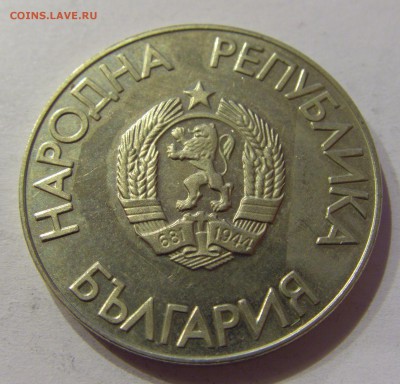 COINS.LAVE.RU
НАРОДНА РЕПУБЛИКА
681 1944
БЪЛГАРИЯ